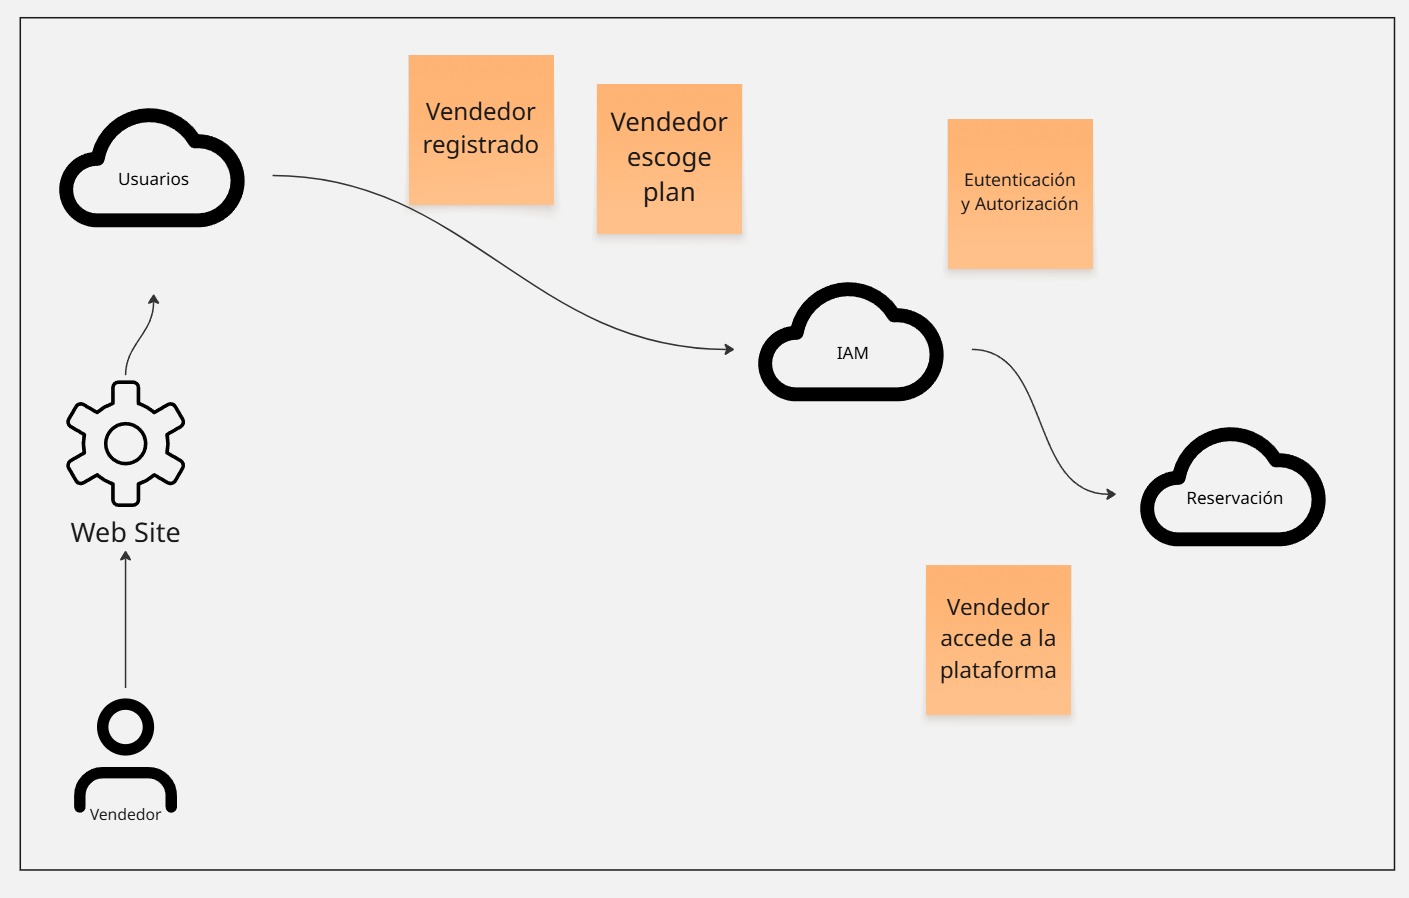 Vendedor
registrado
Vendedor
escoge
plan
Usuarios
Eutenticación
y Autorización
IAM
Reservación
Web Site
Vendedor
accede a la
plataforma
Vendedor